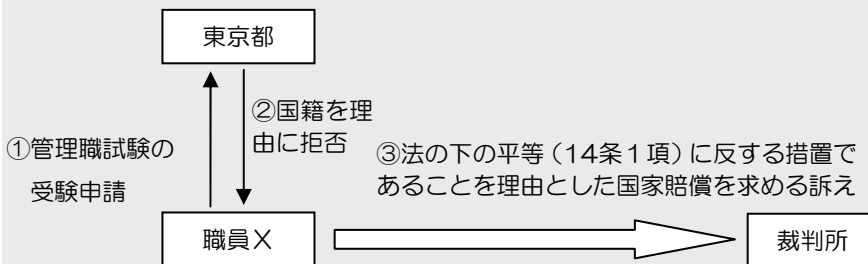 東京都
②国籍を理
由に拒否
①管理職試験の
受験申請
③法の下の平等（14条1項）に反する措置で
あることを理由とした国家賠償を求める訴え
職員X
裁判所